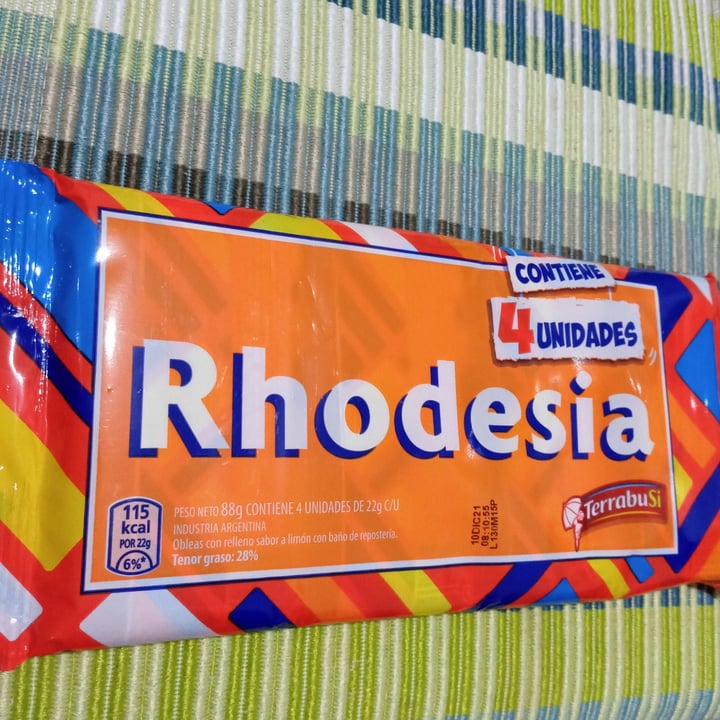 CONTIENE
4 UNIDADES
Rhodesia
115
kcal
POR 22g
6%*
PESO NETO 88g CONTIENE 4 UNIDADES DE 22g C/U
INDUSTRIA ARGENTINA
Obleas con relleno sabor a limón con baño de repostería.
Tenor graso: 28%
10DIC21
08:10:55
L130M15P
TerrabuSi